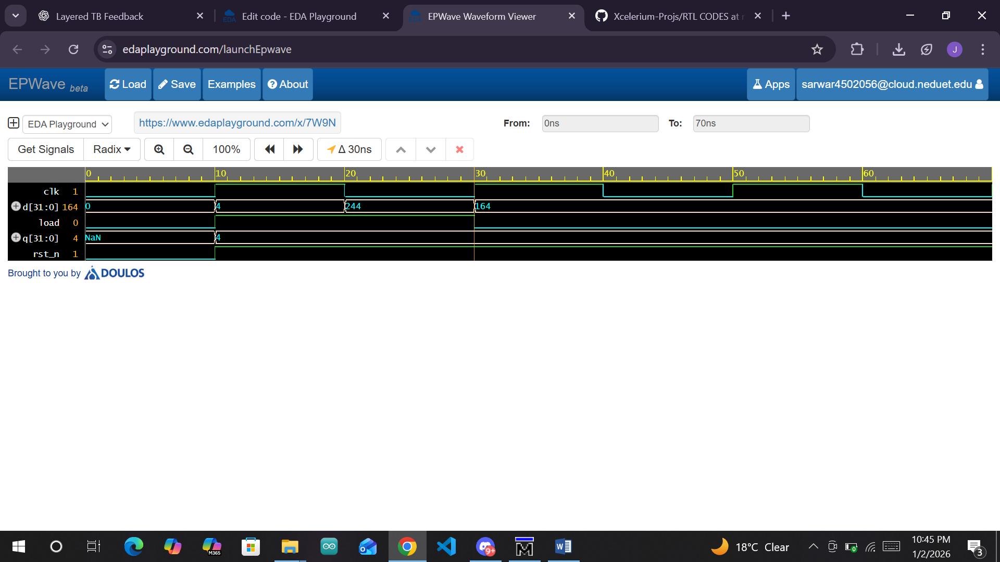 Layered TB Feedback
Edit code - EDA Playground
EPWave Waveform Viewer
Xcelerium-Projs/RTL CODES at
edaplayground.com/launchEpwave
J
EPWave beta
Load
Save
Examples
About
Apps
sarwar4502056@cloud.neduet.edu
EDA Playground
https://www.edaplayground.com/x/7W9N
From:
0ns
To:
70ns
Get Signals
Radix
100%
Δ 30ns
0 10 20 30 40 50 60
clk 1
d[31:0] 164 0 4 244 164
load 0
q[31:0] 4 NaN 4
rst_n 1
Brought to you by DOULOS
M365
9+
18°C Clear
10:45 PM
1/2/2026
3